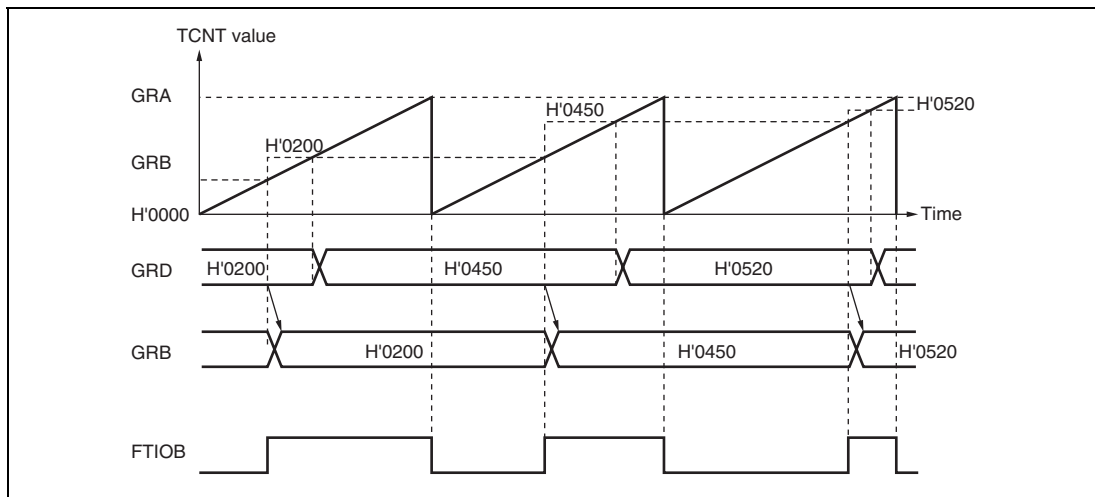 TCNT value
GRA
H'0520
H'0450
H'0200
GRB
H'0000
Time
GRD
H'0200
H'0450
H'0520
GRB
H'0200
H'0450
H'0520
FTIOB